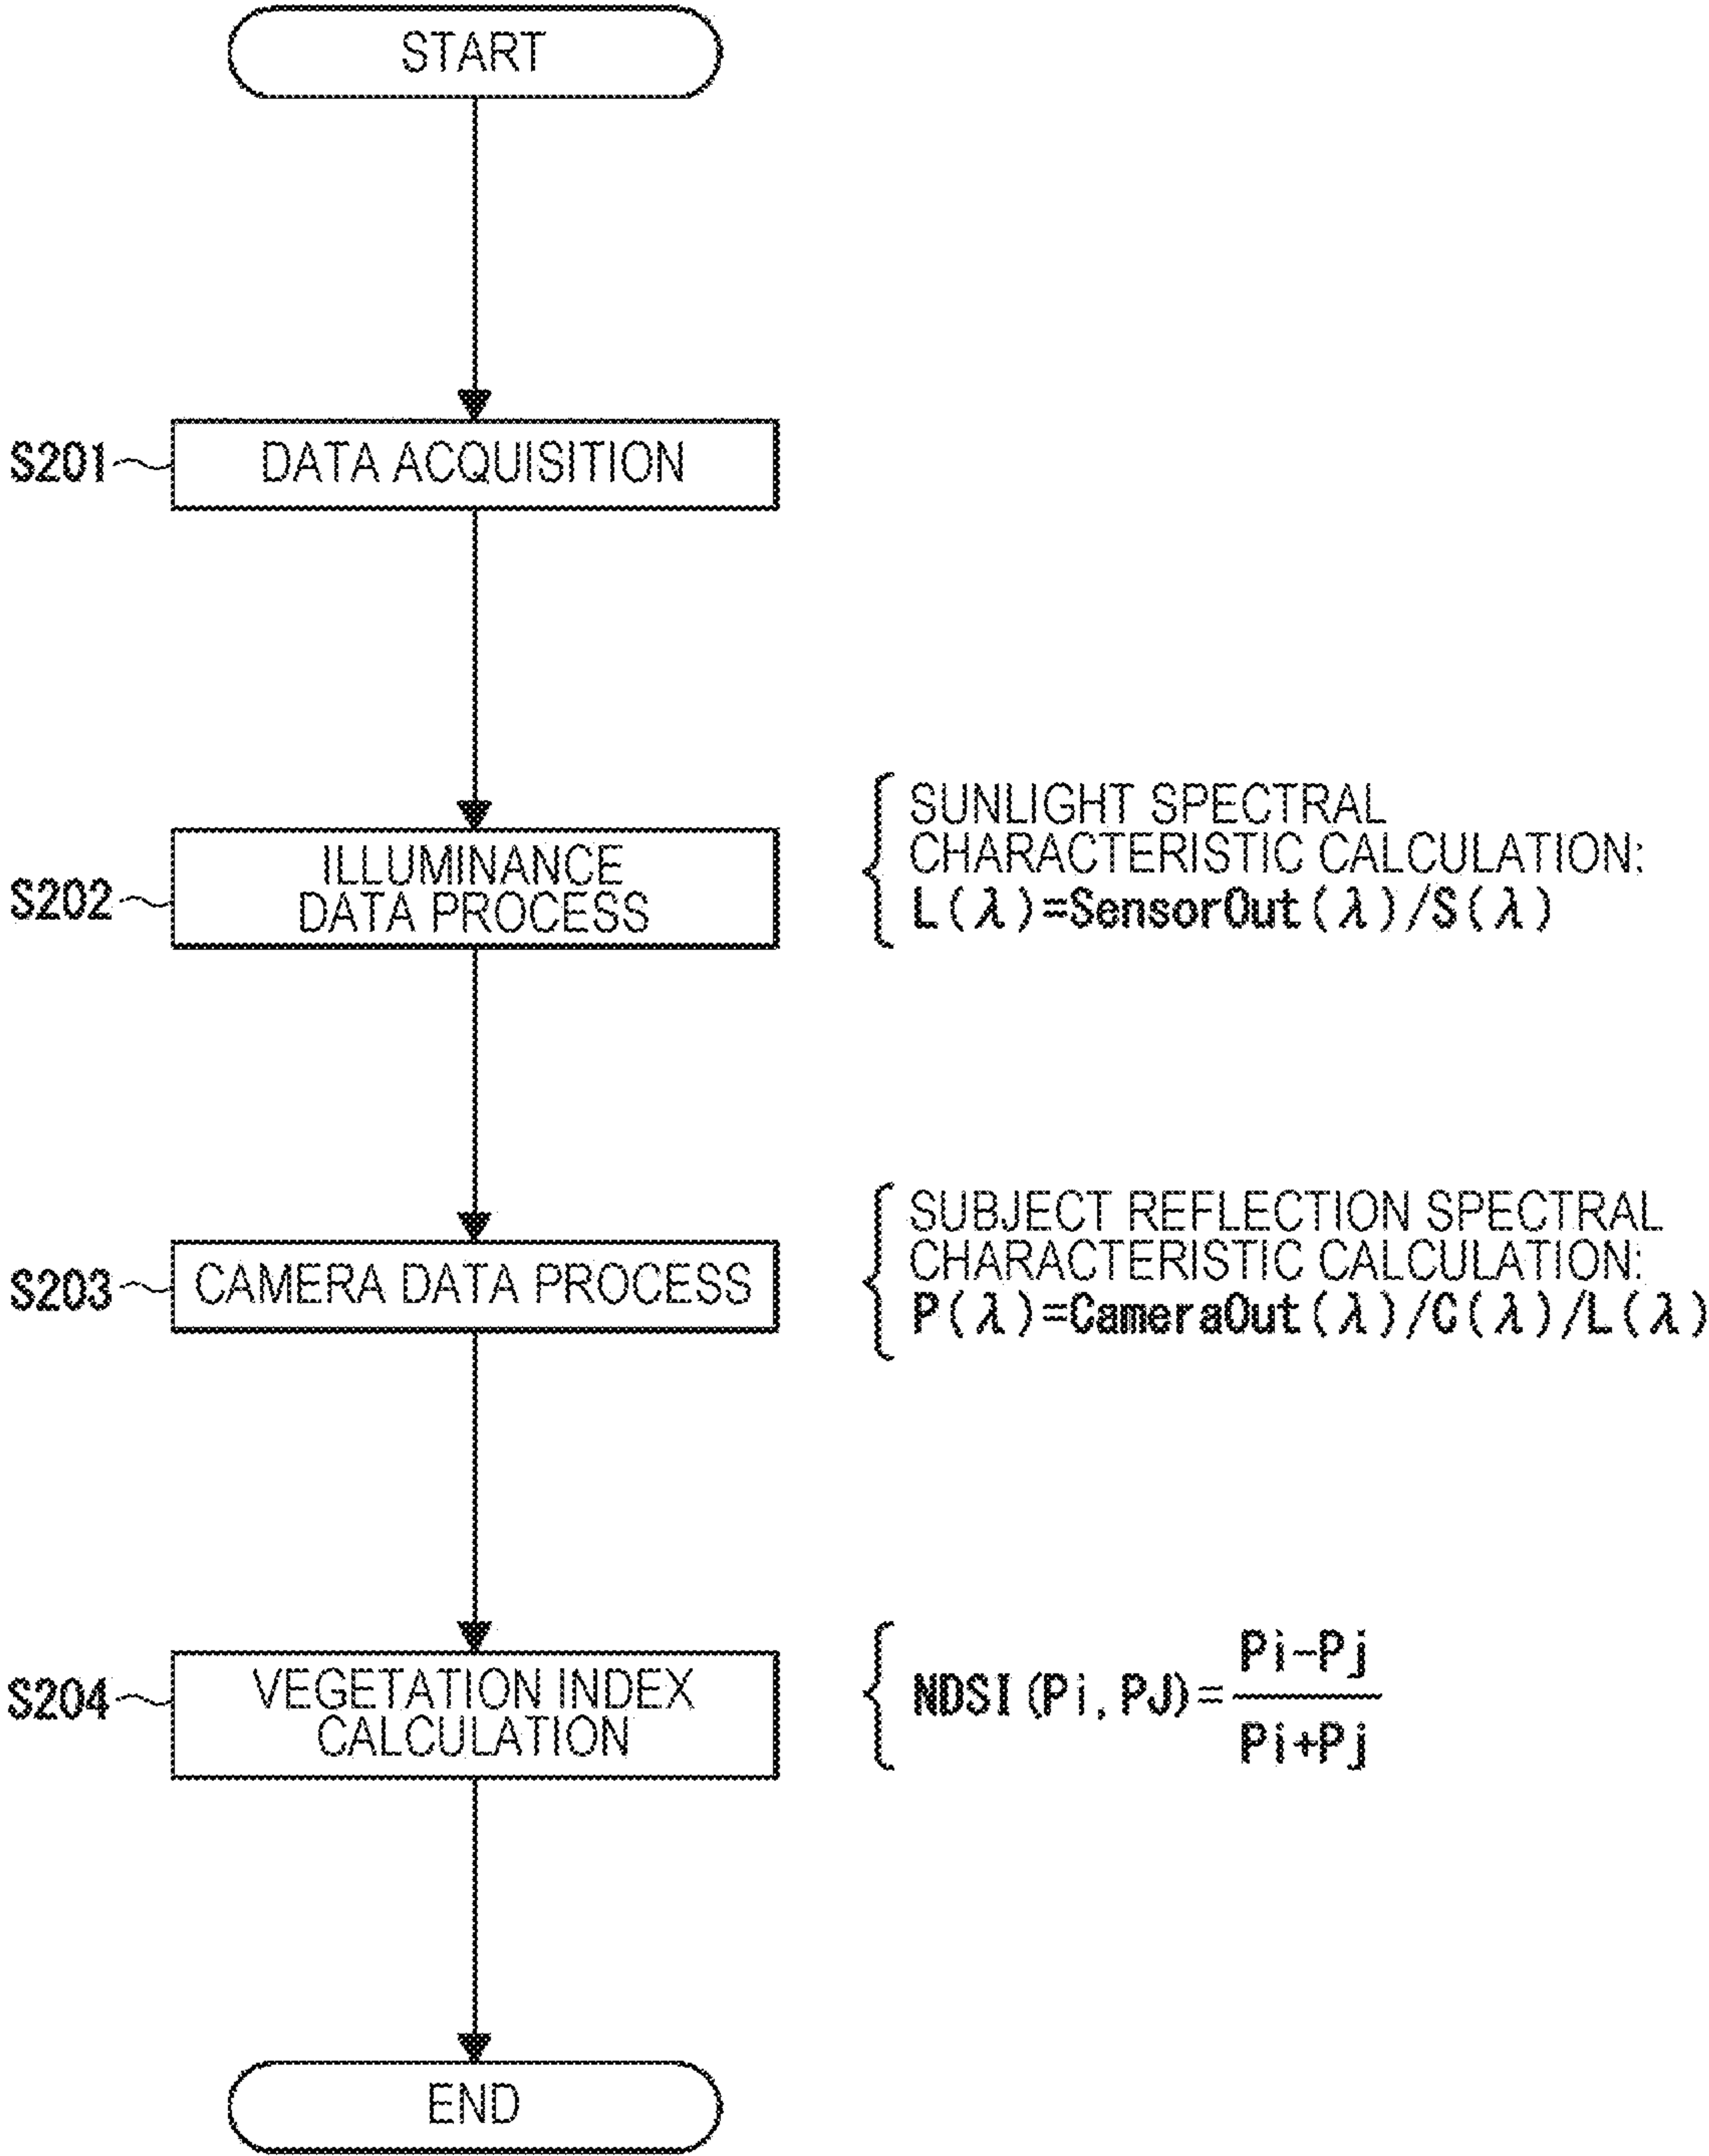 START
S201
DATA ACQUISITION
S202
ILLUMINANCE
DATA PROCESS
SUNLIGHT SPECTRAL
CHARACTERISTIC CALCULATION:
L(λ)=SensorOut(λ)/S(λ)
S203
CAMERA DATA PROCESS
SUBJECT REFLECTION SPECTRAL
CHARACTERISTIC CALCULATION:
P(λ)=CameraOut(λ)/C(λ)/L(λ)
S204
VEGETATION INDEX
CALCULATION
Pi-Pj
NDSI(Pi, PJ)=
Pi+Pj
END